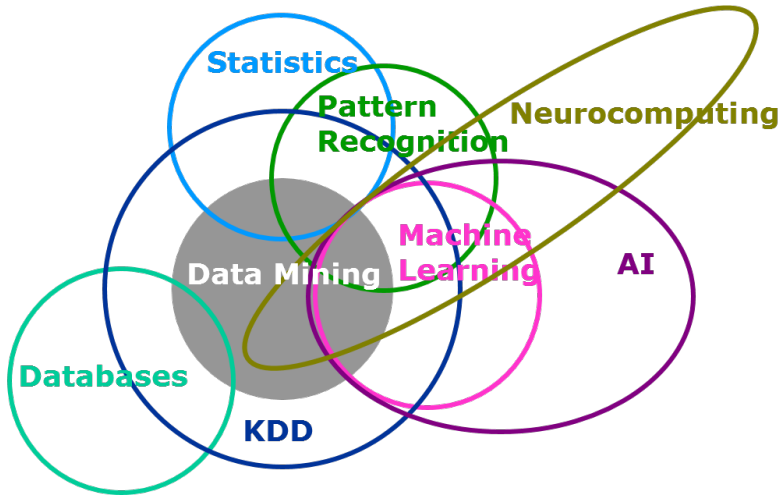 Statistics
Pattern
Recognition
Neurocomputing
Machine
Learning
AI
Data Mining
Databases
KDD